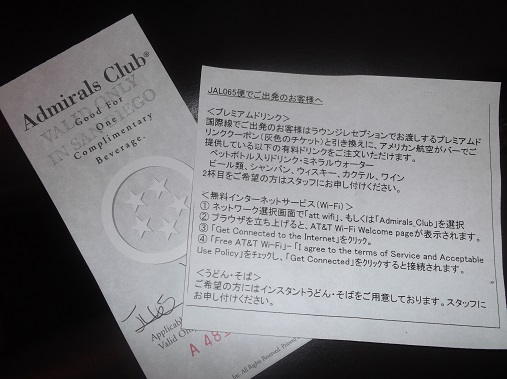 Admirals Club®
VALID ONLY
IN SAN DIEGO
Good For
One
Complimentary
Beverage.
JL065
Applicable
Valid On
A 48
Inc. All Rights Reserved.
JAL065便でご出発のお客様へ
＜プレミアムドリンク＞
国際線でご出発のお客様はラウンジレセプションでお渡しするプレミアムド
リンククーポン(灰色のチケット)と引き換えに、アメリカン航空がバーでご
提供している以下の有料ドリンクをご注文いただけます。
ペットボトル入りドリンク・ミネラルウォーター
ビール類、シャンパン、ウィスキー、カクテル、ワイン
2杯目をご希望の方はスタッフにお申し付けください。
＜無料インターネットサービス(Wi-Fi)＞
① ネットワーク選択画面で「att wifi」、もしくは「Admirals_Club」を選択
② ブラウザを立ち上げると、AT&T Wi-Fi Welcome pageが表示されます。
③ 「Get Connected to the Internet」をクリック。
④ 「Free AT&T Wi-Fi」-「I agree to the terms of Service and Acceptable
Use Policy」をチェックし、「Get Connected」をクリックすると接続されます。
＜うどん・そば＞
ご希望の方にはインスタントうどん・そばをご用意しております。スタッフに
お申し付けください。